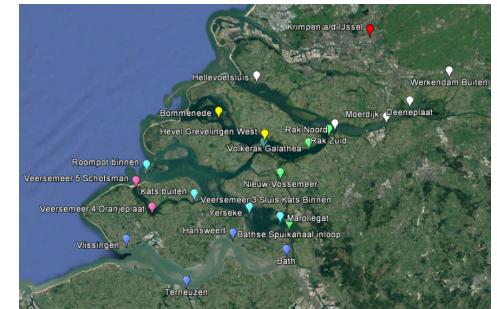 Krimpen a/d IJssel
Hellevoetsluis
Werkendam Buiten
Bommenede
Moerdijk
Deeneplaat
Hevel Grevelingen West
Rak Noord
Rak Zuid
Volkerak Galathea
Roompot binnen
Veersemeer 5 Schotsman
Nieuw-Vossemeer
Kats buiten
Veersemeer 3 Sluis Kats Binnen
Veersemeer 4 Oranjeplaat
Yerseke
Marollegat
Hansweert
Bathse Spuikanaal inloop
Vlissingen
Bath
Terneuzen